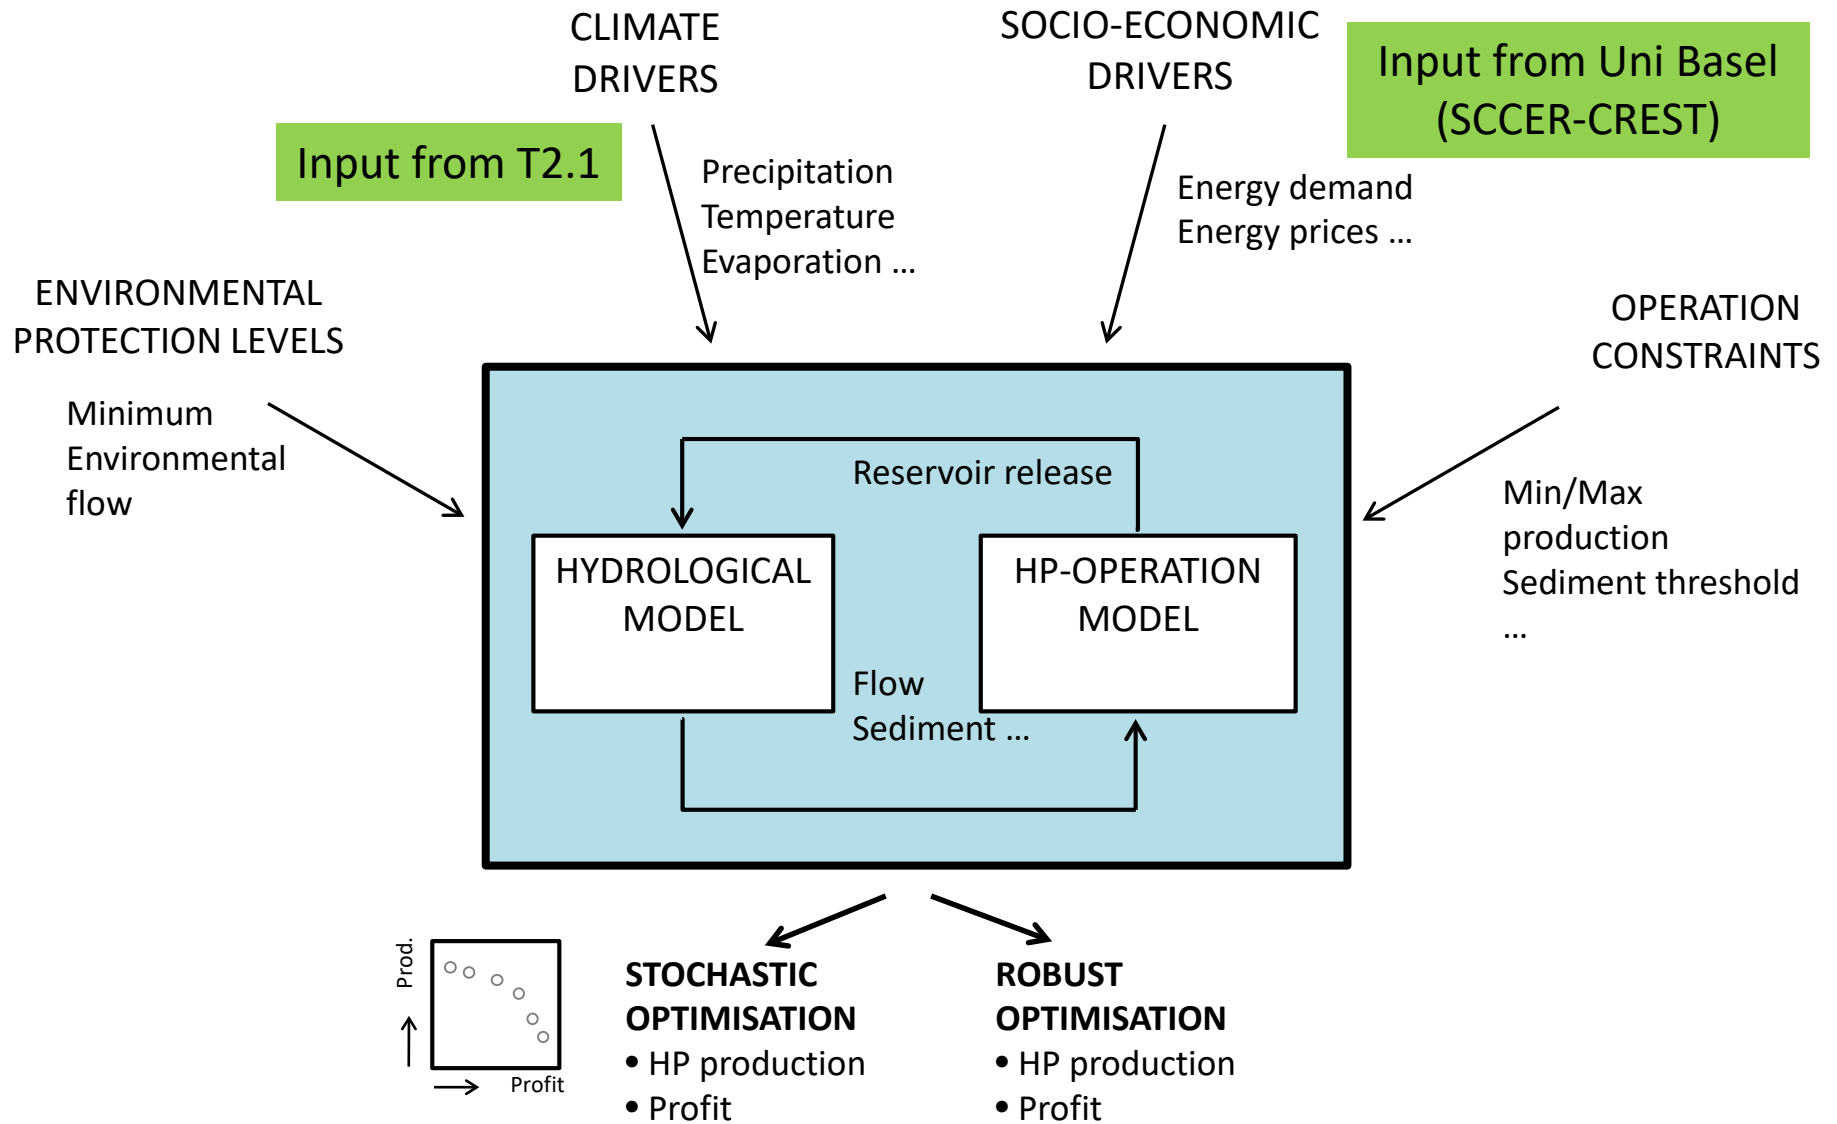 CLIMATE
DRIVERS
SOCIO-ECONOMIC
DRIVERS
Input from Uni Basel
(SCCER-CREST)
Input from T2.1
Precipitation
Temperature
Evaporation ...
Energy demand
Energy prices ...
ENVIRONMENTAL
PROTECTION LEVELS
Minimum
Environmental
flow
OPERATION
CONSTRAINTS
Min/Max
production
Sediment threshold
...
Reservoir release
HYDROLOGICAL
MODEL
HP-OPERATION
MODEL
Flow
Sediment ...
Prod.
Profit
STOCHASTIC
OPTIMISATION
• HP production
• Profit
ROBUST
OPTIMISATION
• HP production
• Profit